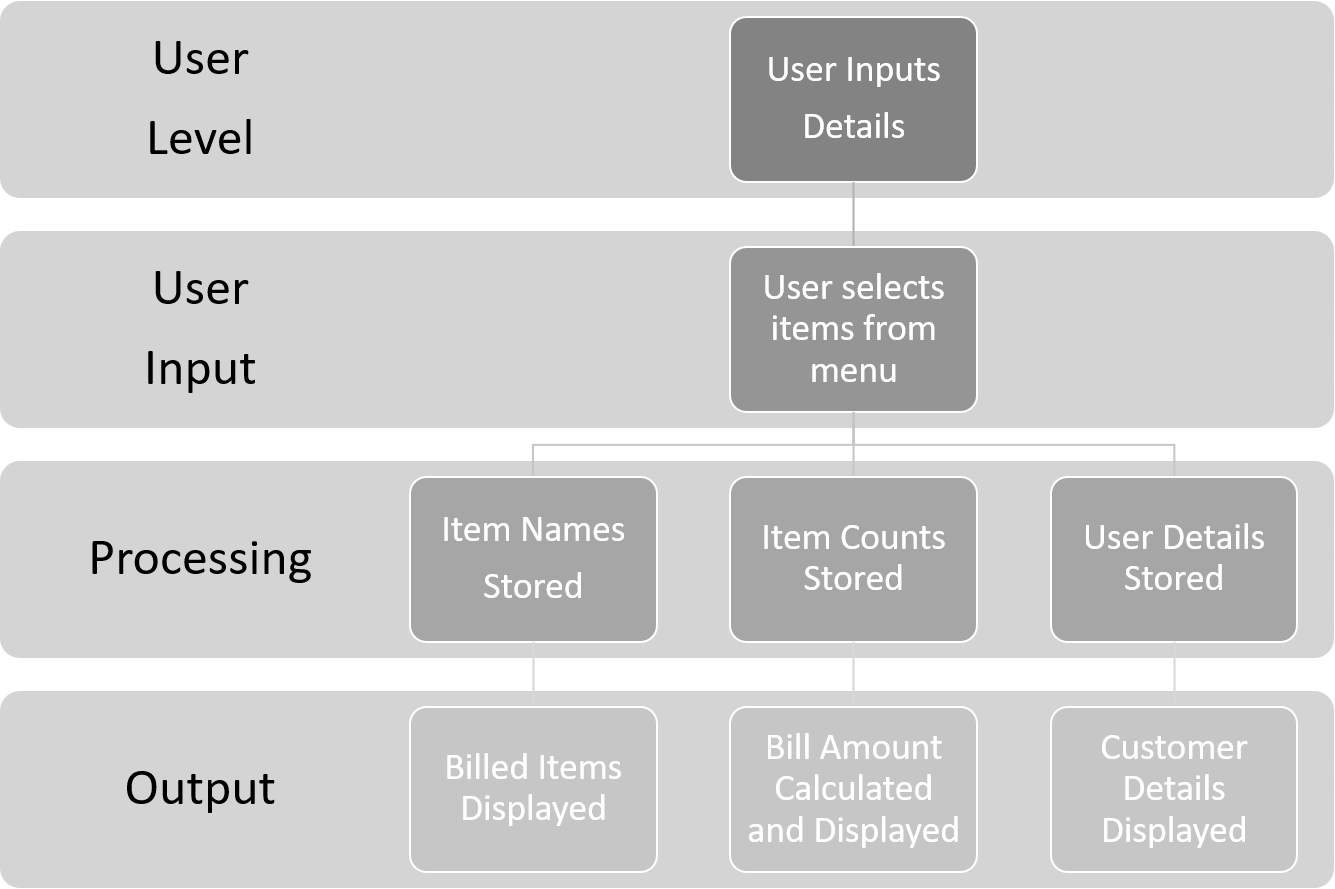 User
Level
User Inputs
Details
User
Input
User selects
items from
menu
Processing
Item Names
Stored
Item Counts
Stored
User Details
Stored
Output
Billed Items
Displayed
Bill Amount
Calculated
and Displayed
Customer
Details
Displayed